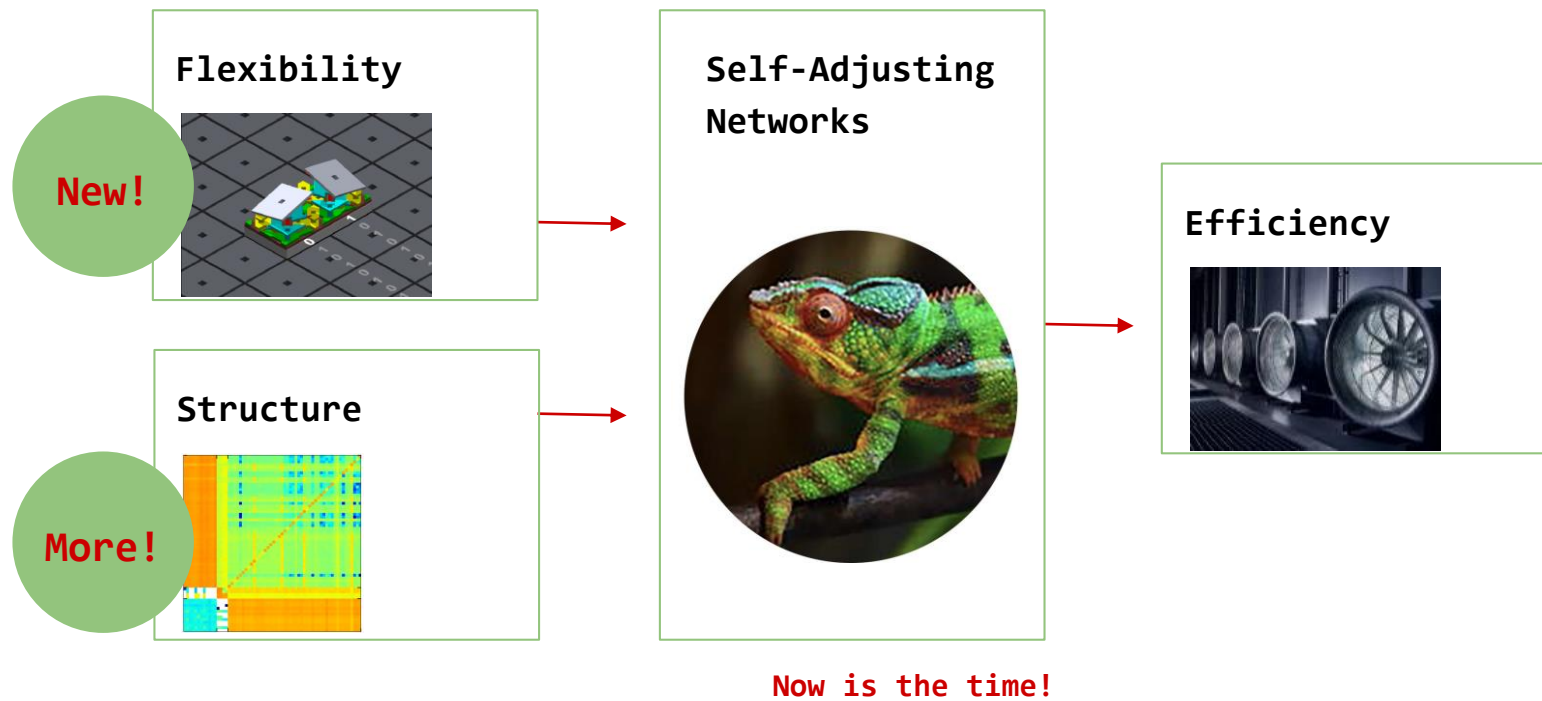 Flexibility
New!
Self-Adjusting
Networks
Efficiency
Structure
More!
Now is the time!